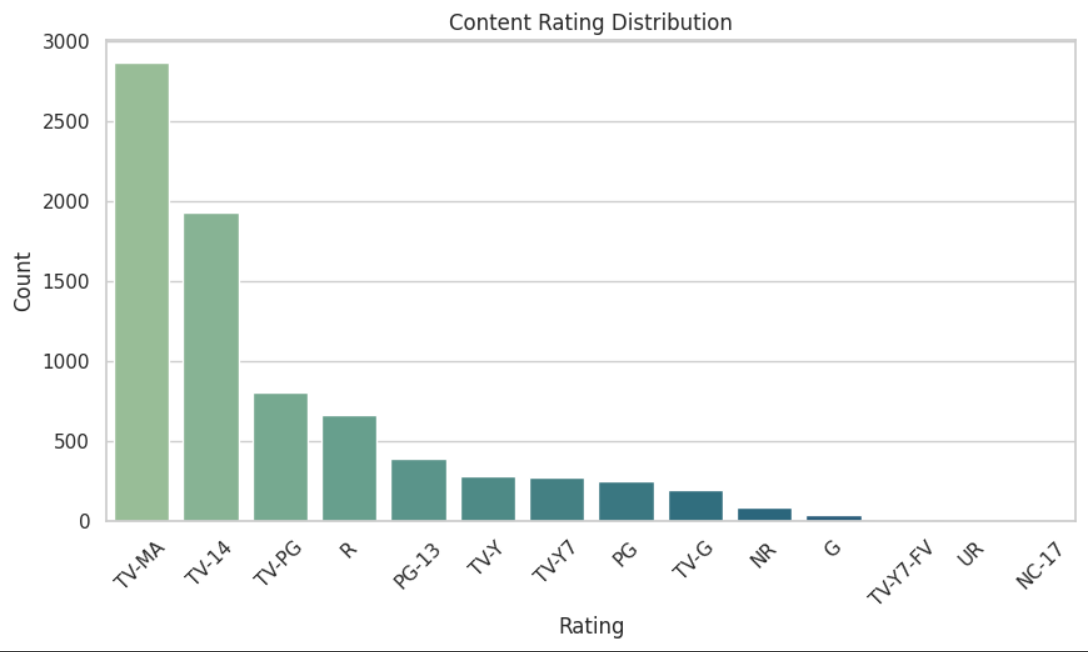 Content Rating Distribution
3000
2500
2000
1500
1000
500
0
Count
TV-MA
TV-14
TV-PG
R
PG-13
TV-Y
TV-Y7
PG
TV-G
NR
G
TV-Y7-FV
UR
NC-17
Rating